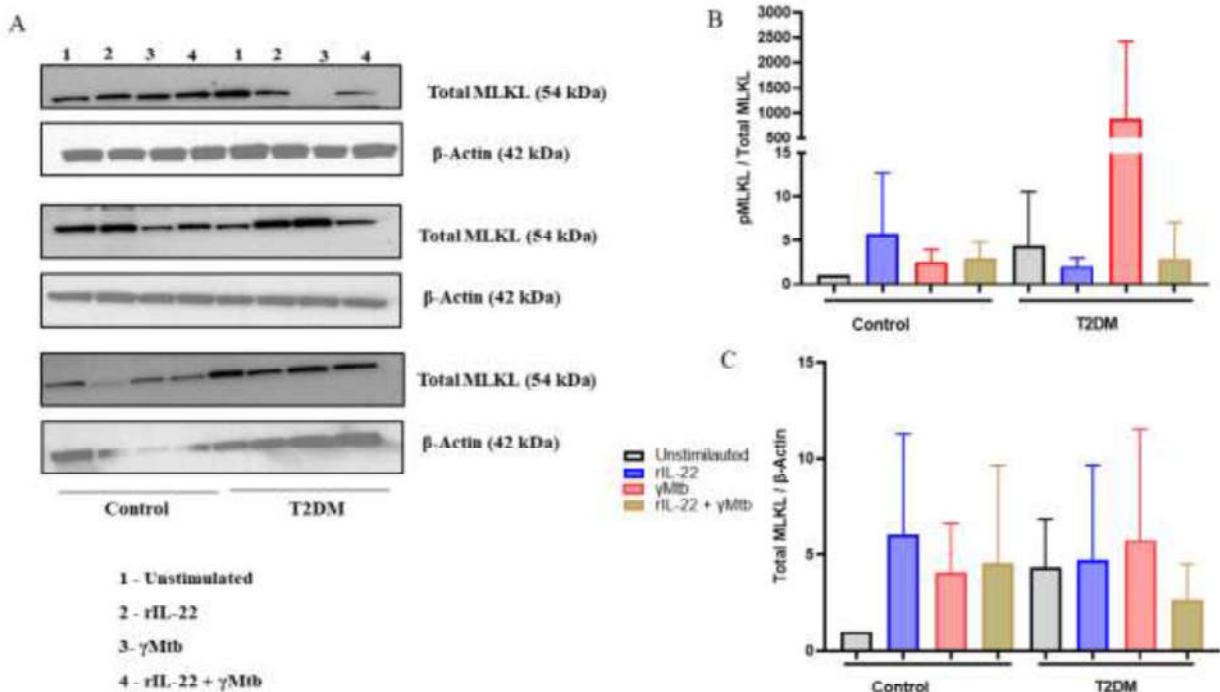 A
1 2 3 4 1 2 3 4
Total MLKL (54 kDa)
β-Actin (42 kDa)
Total MLKL (54 kDa)
β-Actin (42 kDa)
Total MLKL (54 kDa)
β-Actin (42 kDa)
Control T2DM
1 - Unstimulated
2 - rIL-22
3- γMtb
4 - rIL-22 + γMtb
B
pMLKL / Total MLKL
3000
2500
2000
1500
1000
500
15
10
5
0
Control T2DM
Unstimilauted
rIL-22
γMtb
rIL-22 + γMtb
C
Total MLKL / β-Actin
15
10
5
0
Control T2DM